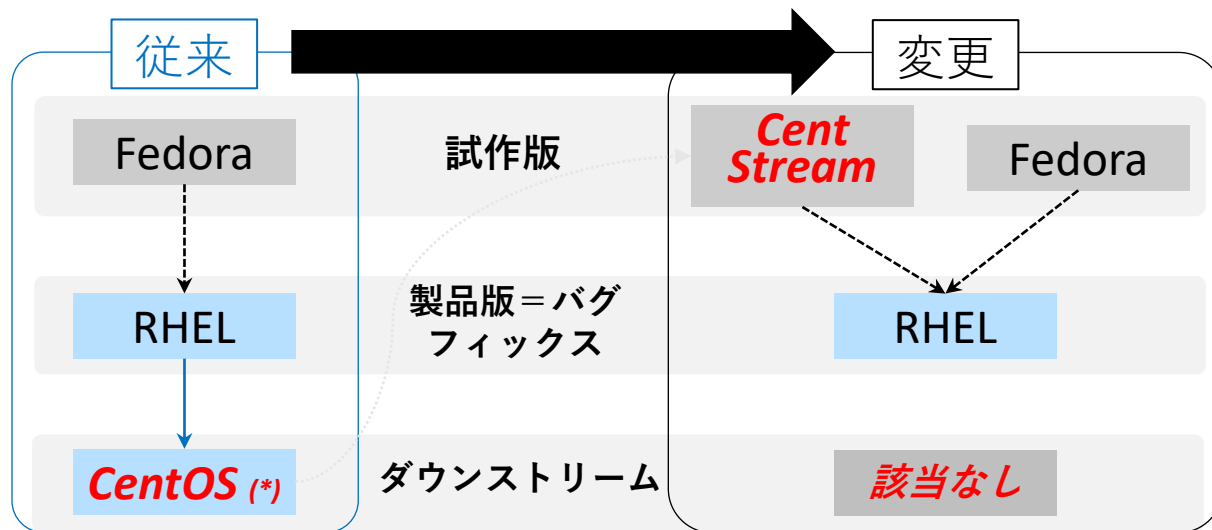 従来
変更
Fedora
試作版
Cent
Stream
Fedora
RHEL
製品版＝バグ
フィックス
RHEL
CentOS (*)
ダウンストリーム
該当なし